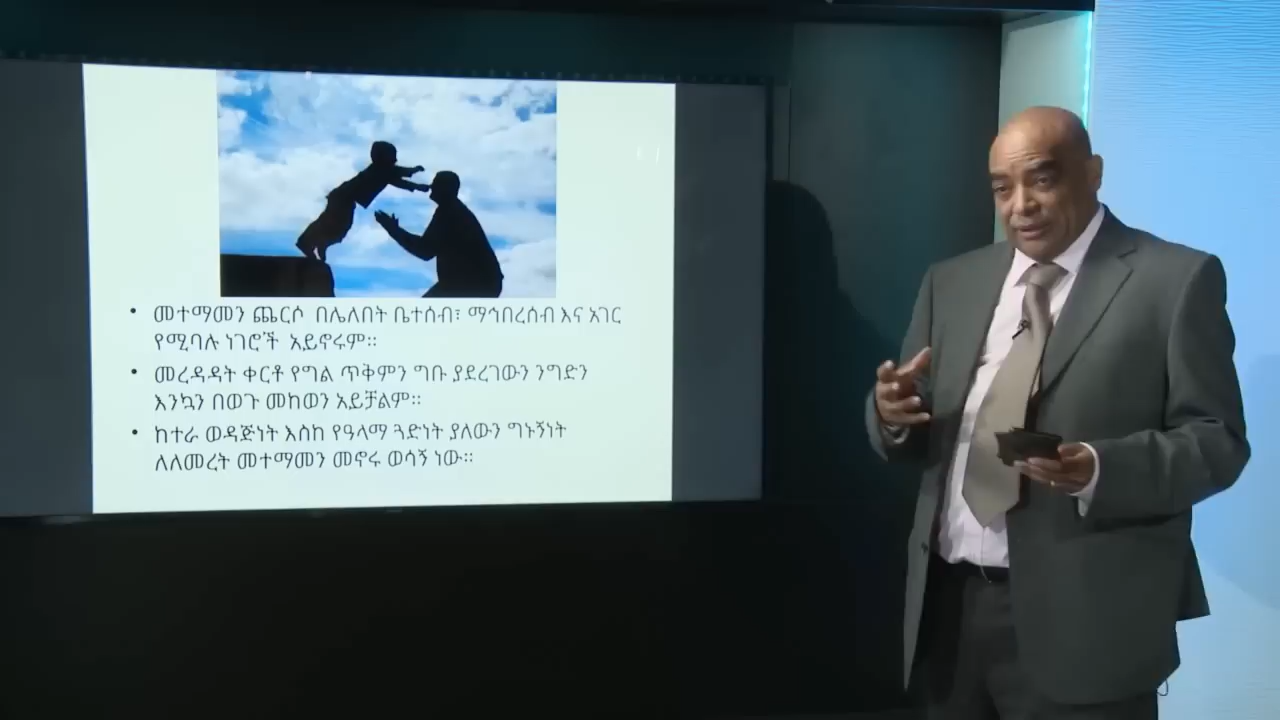 • መተማመን ጨርሶ በሌለበት ቤተሰብ፣ ማኅበረሰብ እና አገር
የሚባሉ ነገሮች አይኖሩም።
• መረዳዳት ቀርቶ የግል ጥቅምን ግቡ ያደረገውን ንግድን
እንኳን በወጉ መከወን አይቻልም።
• ከተራ ወዳጅነት እስከ የዓላማ ጓድነት ያለውን ግኑኝነት
ለለመረት መተማመን መኖሩ ወሳኝ ነው።